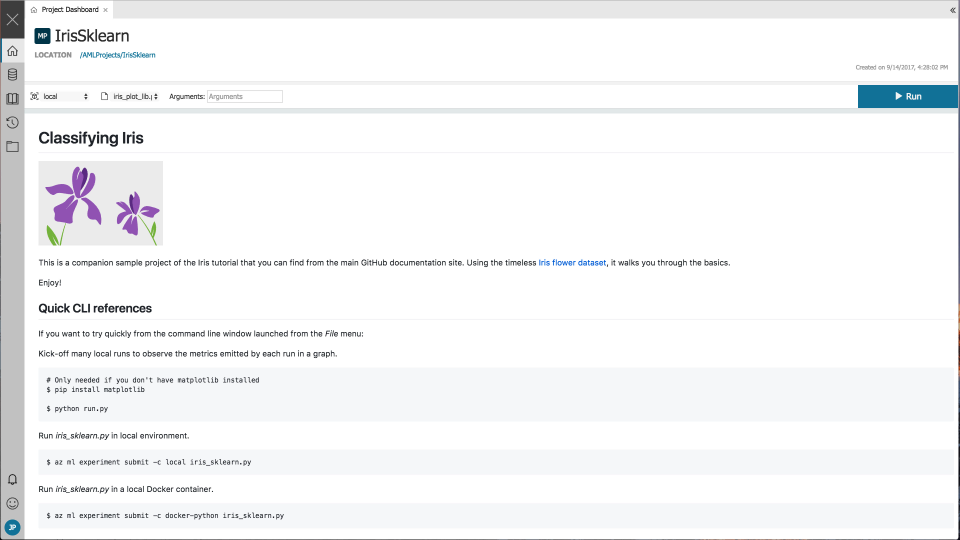 Project Dashboard
MP IrisSklearn
LOCATION /AMLProjects/IrisSklearn
Created on 9/14/2017, 4:28:02 PM
local iris_plot_lib.p Arguments: Arguments Run
Classifying Iris
This is a companion sample project of the Iris tutorial that you can find from the main GitHub documentation site. Using the timeless Iris flower dataset, it walks you through the basics.
Enjoy!
Quick CLI references
If you want to try quickly from the command line window launched from the File menu:
Kick-off many local runs to observe the metrics emitted by each run in a graph.
# Only needed if you don't have matplotlib installed
$ pip install matplotlib
$ python run.py
Run iris_sklearn.py in local environment.
$ az ml experiment submit -c local iris_sklearn.py
Run iris_sklearn.py in a local Docker container.
$ az ml experiment submit -c docker-python iris_sklearn.py
JP